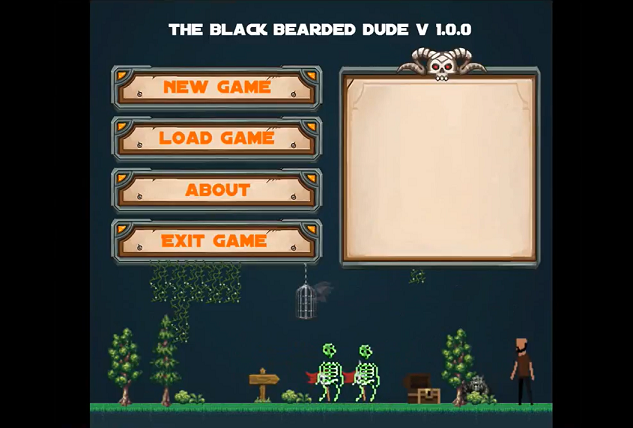 THE BLACK BEARDED DUDE V 1.0.0
NEW GAME
LOAD GAME
ABOUT
EXIT GAME